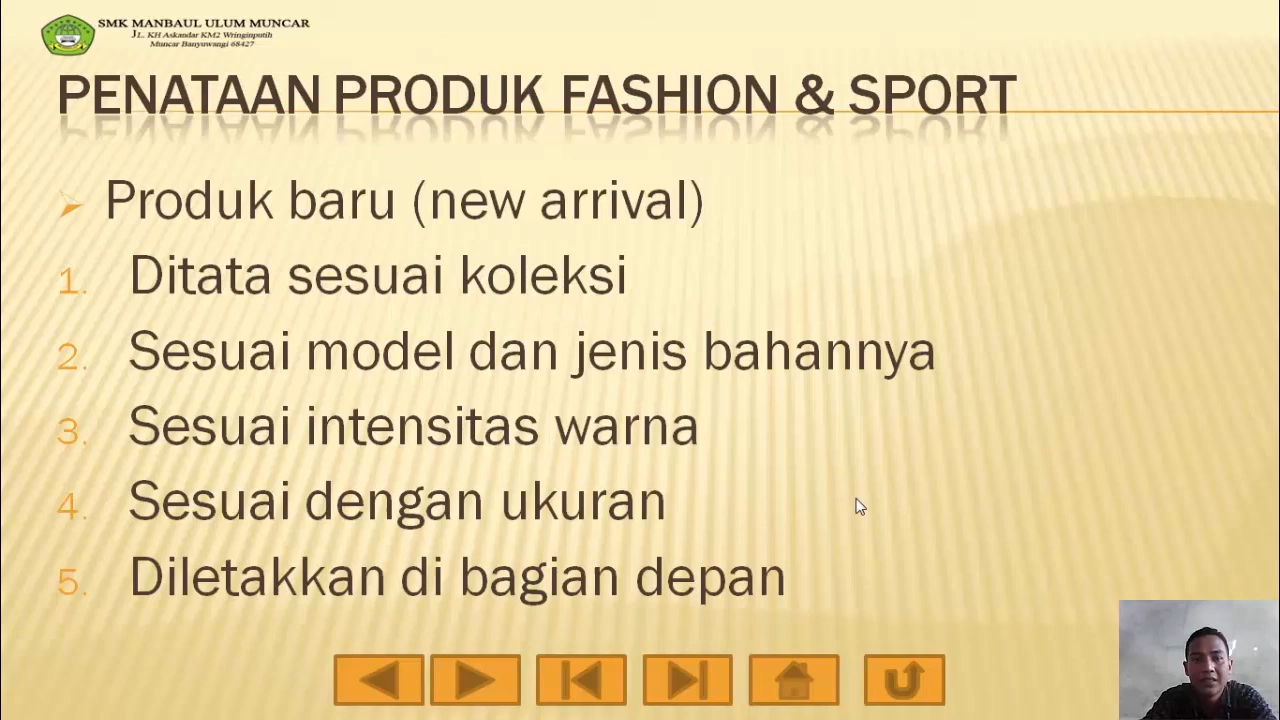 SMK MANBAUL ULUM MUNCAR
JL. KH Askandar KM2 Wringinputih
Muncar Banyuwangi 68427
PENATAAN PRODUK FASHION & SPORT
Produk baru (new arrival)
1. Ditata sesuai koleksi
2. Sesuai model dan jenis bahannya
3. Sesuai intensitas warna
4. Sesuai dengan ukuran
5. Diletakkan di bagian depan